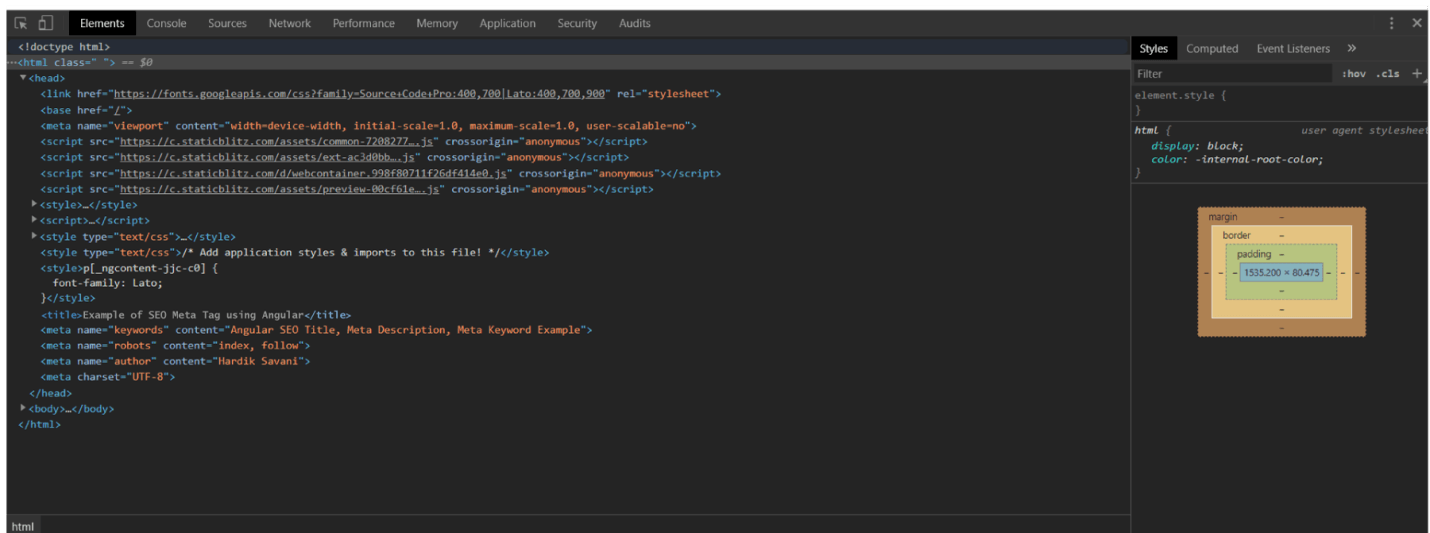 Elements Console Sources Network Performance Memory Application Security Audits
<!doctype html>
···<html class=" "> == $0
<head>
<link href="https://fonts.googleapis.com/css?family=Source+Code+Pro:400,700|Lato:400,700,900" rel="stylesheet">
<base href="/">
<meta name="viewport" content="width=device-width, initial-scale=1.0, maximum-scale=1.0, user-scalable=no">
<script src="https://c.staticblitz.com/assets/common-7208277….js" crossorigin="anonymous"></script>
<script src="https://c.staticblitz.com/assets/ext-ac3d0bb….js" crossorigin="anonymous"></script>
<script src="https://c.staticblitz.com/d/webcontainer.998f80711f26df414e0.js" crossorigin="anonymous"></script>
<script src="https://c.staticblitz.com/assets/preview-00cf61e….js" crossorigin="anonymous"></script>
<style>…</style>
<script>…</script>
<style type="text/css">…</style>
<style type="text/css">/* Add application styles & imports to this file! */</style>
<style>p[_ngcontent-jjc-c0] {
font-family: Lato;
}</style>
<title>Example of SEO Meta Tag using Angular</title>
<meta name="keywords" content="Angular SEO Title, Meta Description, Meta Keyword Example">
<meta name="robots" content="index, follow">
<meta name="author" content="Hardik Savani">
<meta charset="UTF-8">
</head>
<body>…</body>
</html>
html
Styles Computed Event Listeners »
Filter :hov .cls +
element.style {
}
html { user agent stylesheet
display: block;
color: -internal-root-color;
}
margin –
border –
padding –
– – – 1535.200 × 80.475 – – –
–
–
–